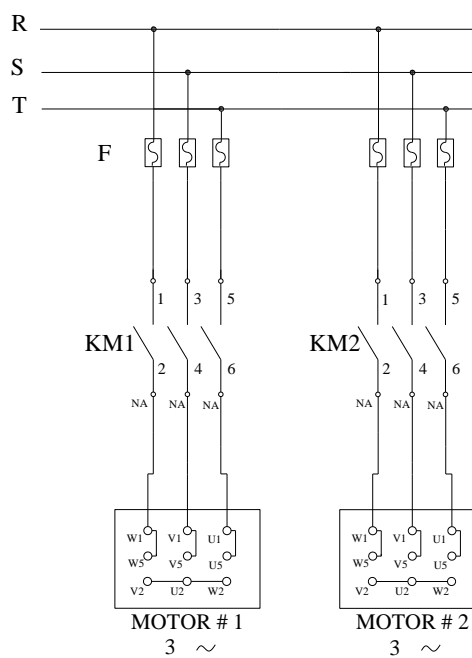 R
S
T
F
1 3 5 1 3 5
KM1 KM2
2 4 6 2 4 6
NA NA NA NA NA NA
W1 V1 U1 W1 V1 U1
W5 V5 U5 W5 V5 U5
V2 U2 W2 V2 U2 W2
MOTOR # 1 MOTOR # 2
3 ~ 3 ~